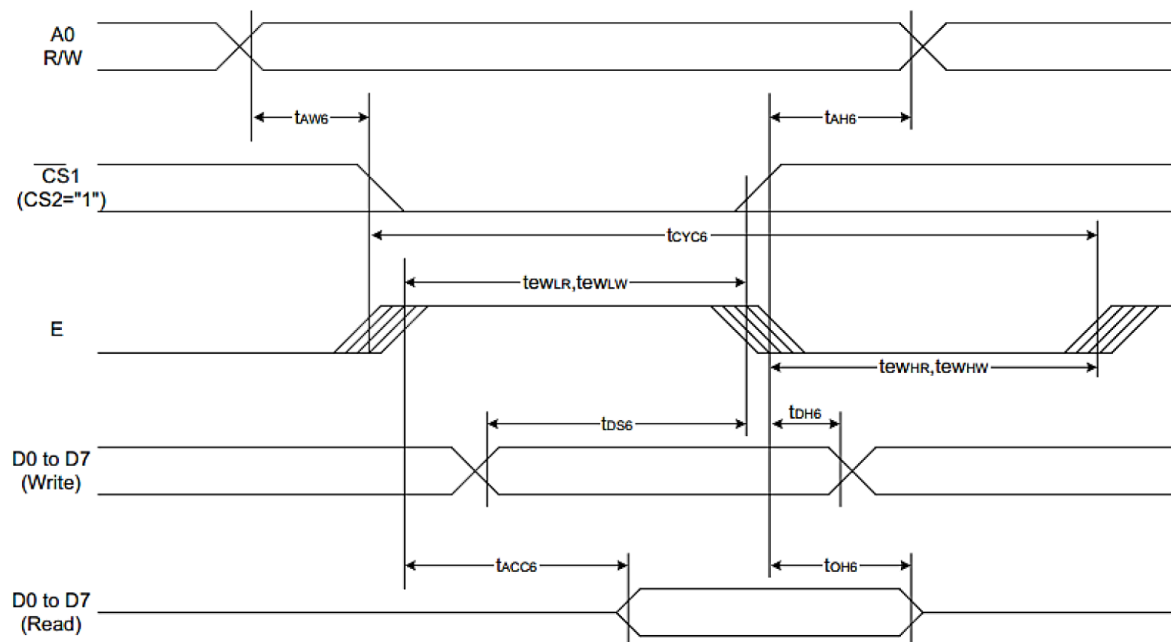 A0
R/W
tAW6
tAH6
CS1
(CS2="1")
tCYC6
tewLR,tewLW
E
tewHR,tewHW
tDS6
tDH6
D0 to D7
(Write)
tACC6
tOH6
D0 to D7
(Read)